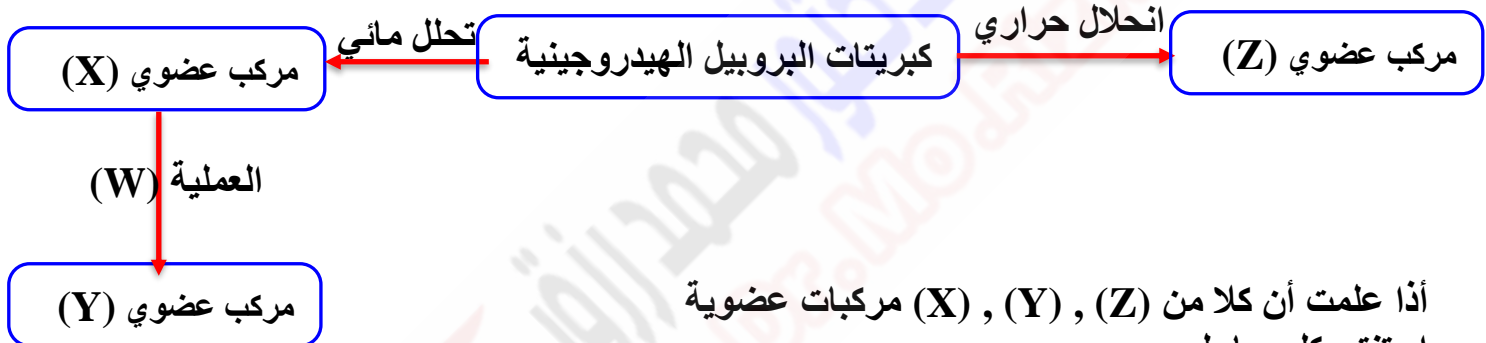 انحلال حراري
تحلل مائي
مركب عضوي (Z)
كبريتات البروبيل الهيدروجينية
مركب عضوي (X)
العملية (W)
مركب عضوي (Y)
أذا علمت أن كلا من (X) , (Y) , (Z) مركبات عضوية